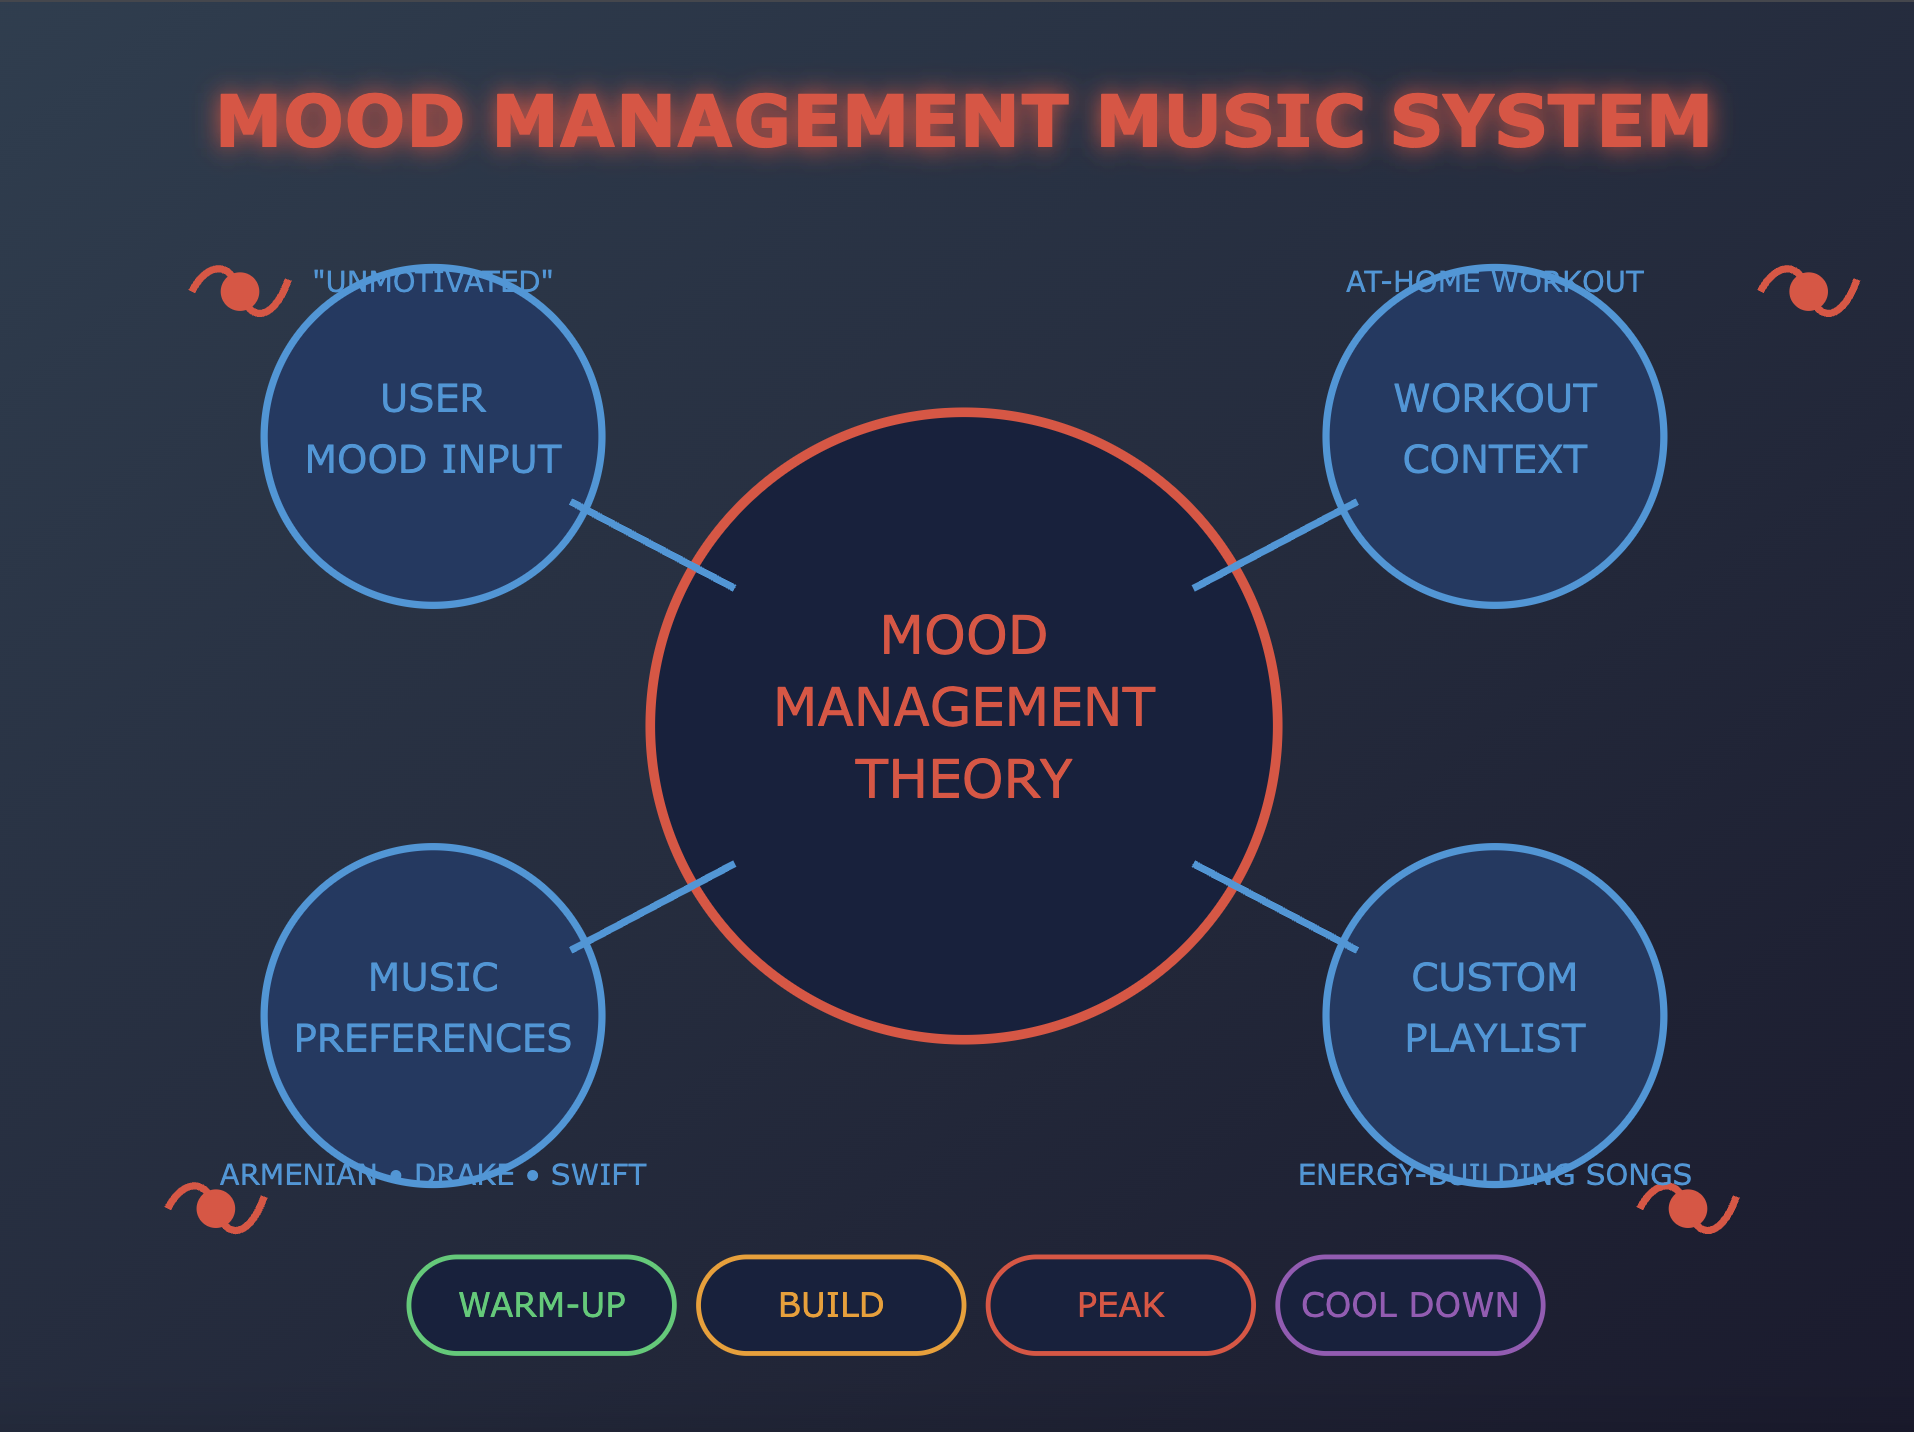 MOOD MANAGEMENT MUSIC SYSTEM
"UNMOTIVATED"
USER
MOOD INPUT
AT-HOME WORKOUT
WORKOUT
CONTEXT
MOOD
MANAGEMENT
THEORY
MUSIC
PREFERENCES
ARMENIAN • DRAKE • SWIFT
CUSTOM
PLAYLIST
ENERGY-BUILDING SONGS
WARM-UP
BUILD
PEAK
COOL DOWN